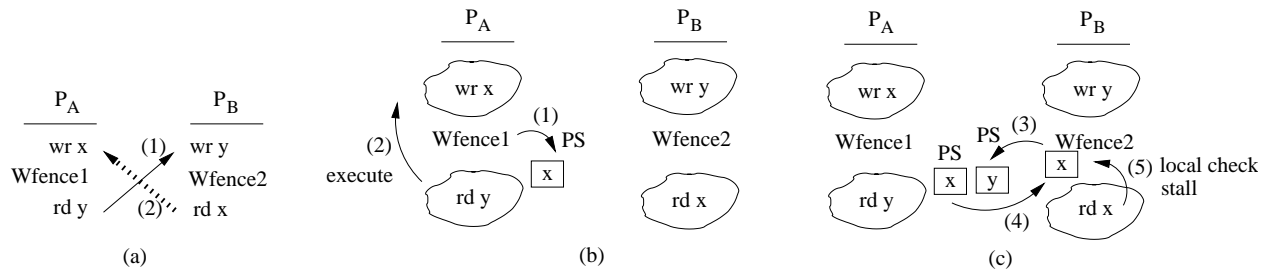 P_A P_B
wr x (1) wr y
Wfence1 Wfence2
rd y (2) rd x
(a)
P_A P_B
wr x wr y
(1)
(2) Wfence1 PS Wfence2
execute x
rd y rd x
(b)
P_A P_B
wr x wr y
(3)
Wfence1 Wfence2
PS PS x (5) local check
x y stall
rd y (4) rd x
(c)